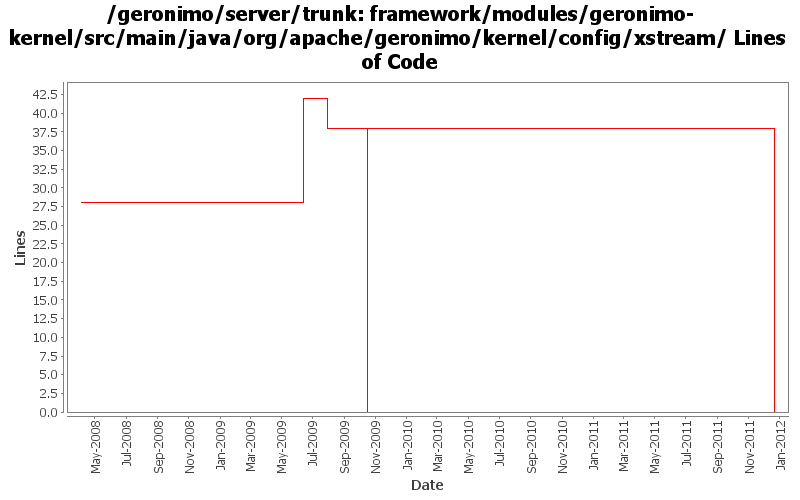 /geronimo/server/trunk: framework/modules/geronimo-
kernel/src/main/java/org/apache/geronimo/kernel/config/xstream/ Lines
of Code
Lines
42.5
40.0
37.5
35.0
32.5
30.0
27.5
25.0
22.5
20.0
17.5
15.0
12.5
10.0
7.5
5.0
2.5
0.0
May-2008
Jul-2008
Sep-2008
Nov-2008
Jan-2009
Mar-2009
May-2009
Jul-2009
Sep-2009
Nov-2009
Jan-2010
Mar-2010
May-2010
Jul-2010
Sep-2010
Nov-2010
Jan-2011
Mar-2011
May-2011
Jul-2011
Sep-2011
Nov-2011
Jan-2012
Date